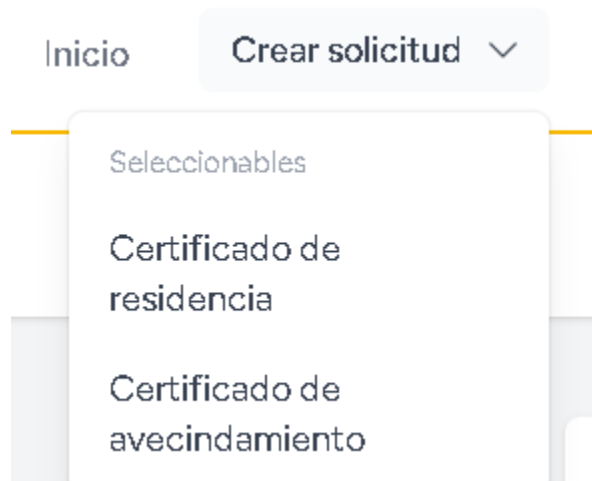 Inicio
Crear solicitud
Seleccionables
Certificado de
residencia
Certificado de
avecindamiento